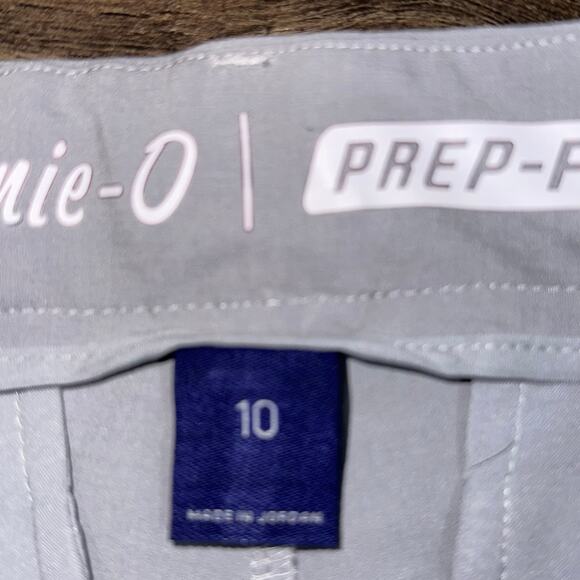 nie-O | PREP-F
10
MADE IN JORDAN